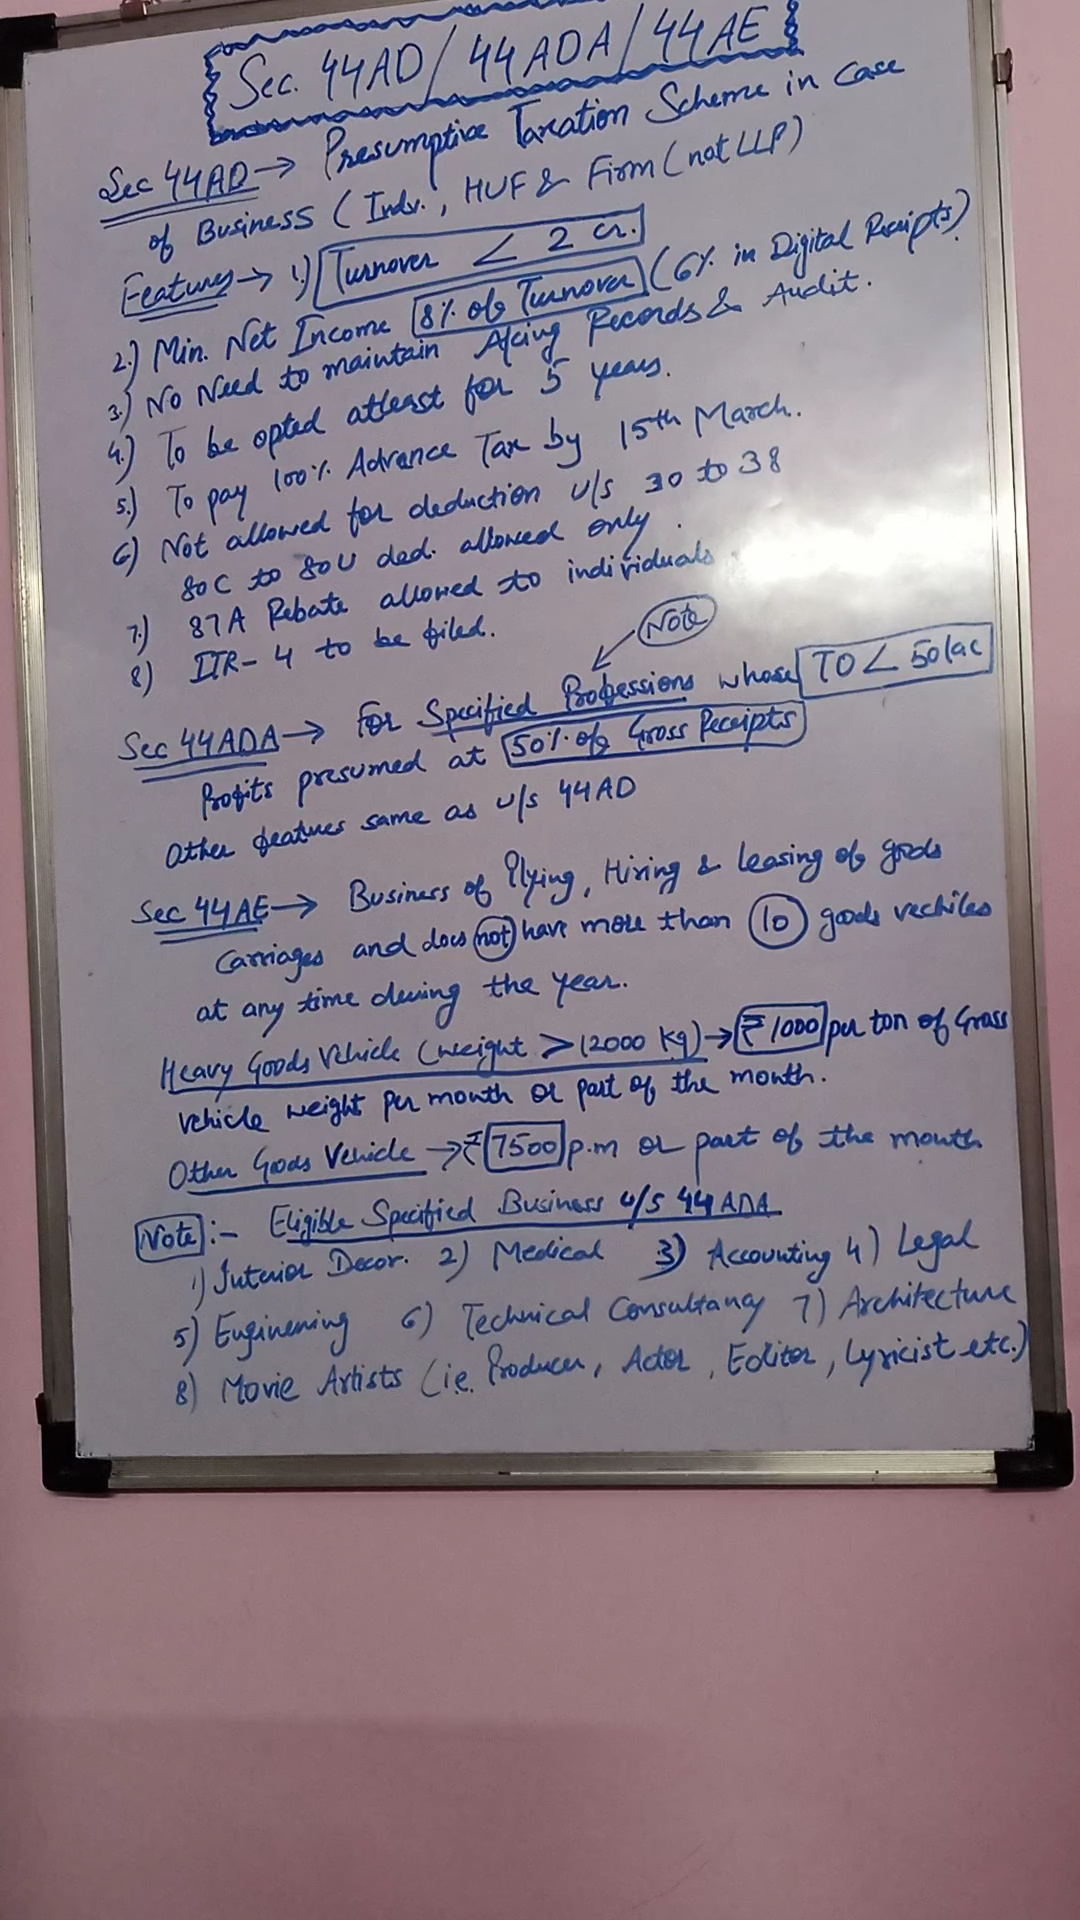 Sec. 44AD/44ADA/44AE
Sec 44AD → Presumptive Taxation Scheme in case
of Business (Indv., HUF & Firm (not LLP)
Features → 1.) Turnover < 2 cr.
2.) Min. Net Income 8% of Turnover (6% in Digital Receipts)
3.) No Need to maintain A/cing Records & Audit.
4.) To be opted atleast for 5 years.
5.) To pay 100% Advance Tax by 15th March.
6) Not allowed for deduction u/s 30 to 38
80C to 80U ded. allowed only.
7.) 87A Rebate allowed to individuals
8) ITR-4 to be filed.
Note
Sec 44ADA → For Specified Professions whose TO < 50 lac
Profits presumed at 50% of Gross Receipts
Other features same as u/s 44AD
Sec 44AE → Business of Plying, Hiring & leasing of goods
Carriages and does not have more than 10 goods vechiles
at any time during the year.
Heavy Goods Vehicle (weight > 12000 kg) → ₹ 1000 per ton of Gross
vehicle weight per month or part of the month.
Other Goods Vehicle → ₹ 7500 p.m or part of the month
Note :- Eligible Specified Business u/s 44ADA
1) Interior Decor. 2) Medical 3) Accounting 4) Legal
5) Enginering 6) Technical Consultancy 7) Architecture
8) Movie Artists (i.e. Producer, Actor, Editor, Lyricist etc.)